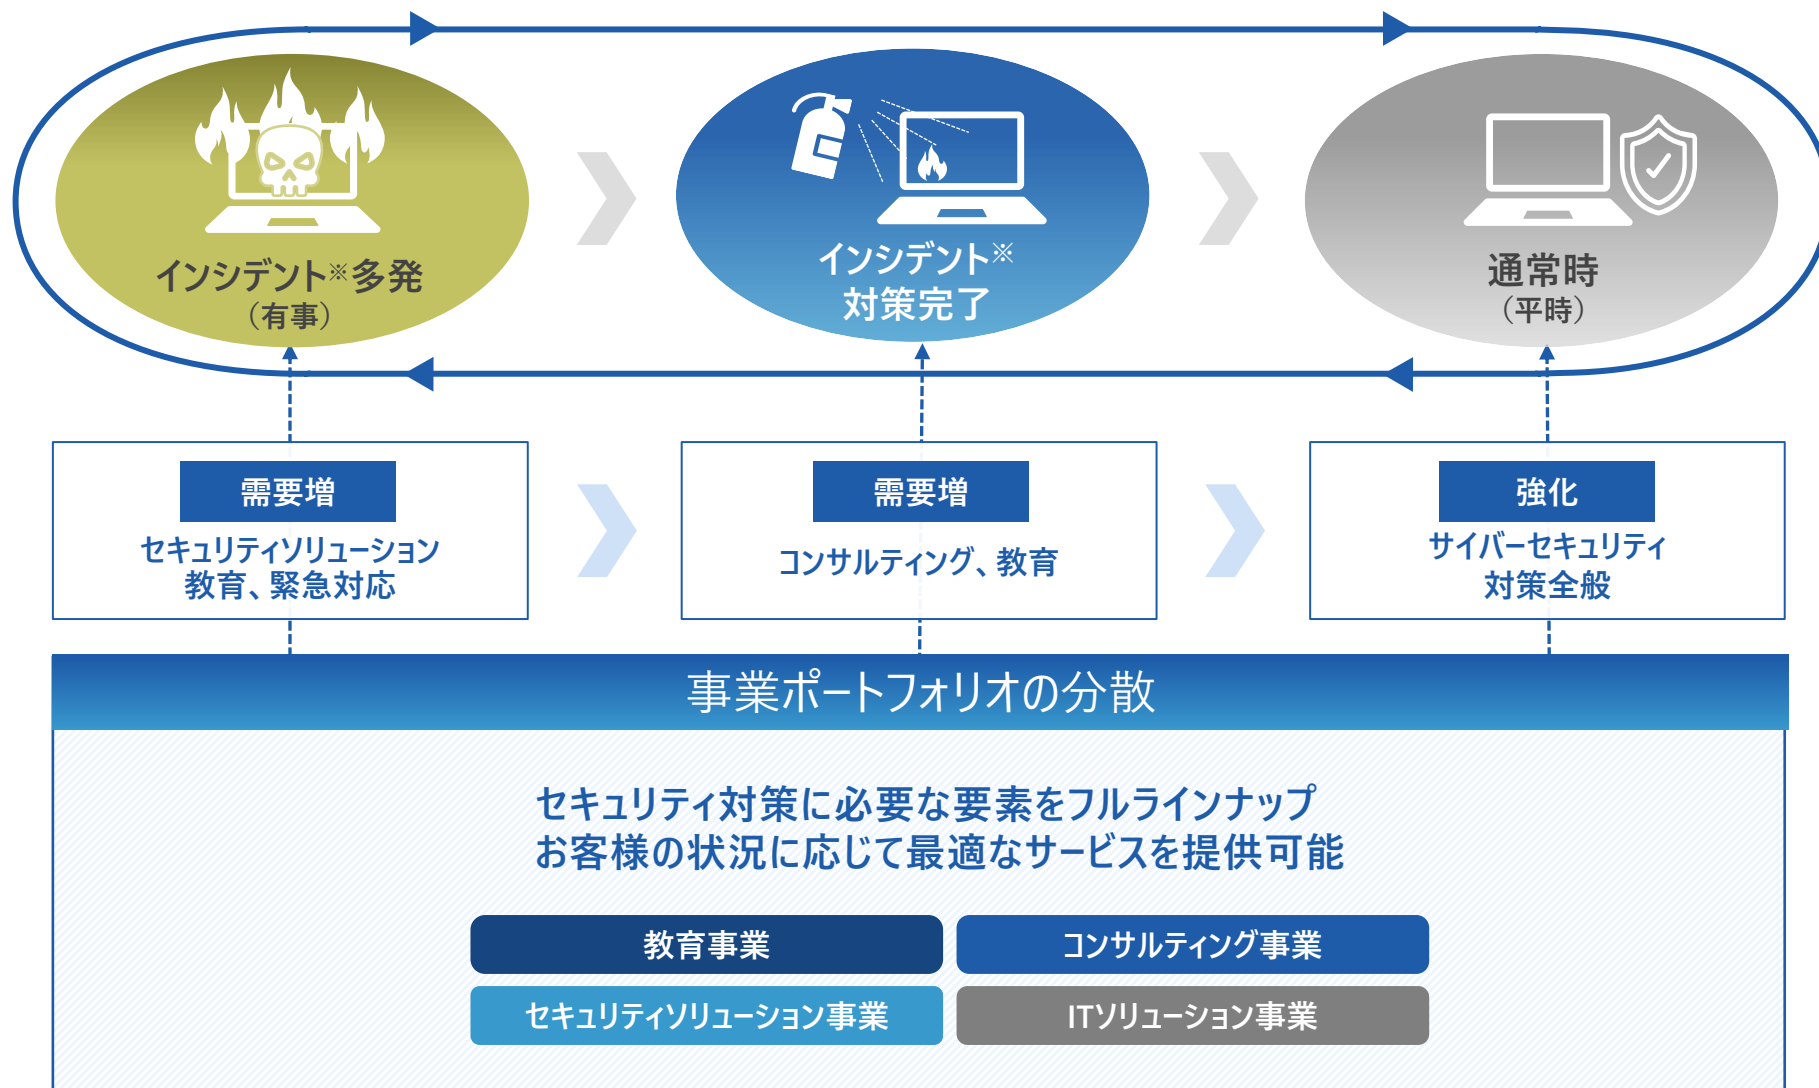 インシデント※多発
（有事）
インシデント※
対策完了
通常時
（平時）
需要増
セキュリティソリューション
教育、緊急対応
需要増
コンサルティング、教育
強化
サイバーセキュリティ
対策全般
事業ポートフォリオの分散
セキュリティ対策に必要な要素をフルラインナップ
お客様の状況に応じて最適なサービスを提供可能
教育事業
コンサルティング事業
セキュリティソリューション事業
ITソリューション事業